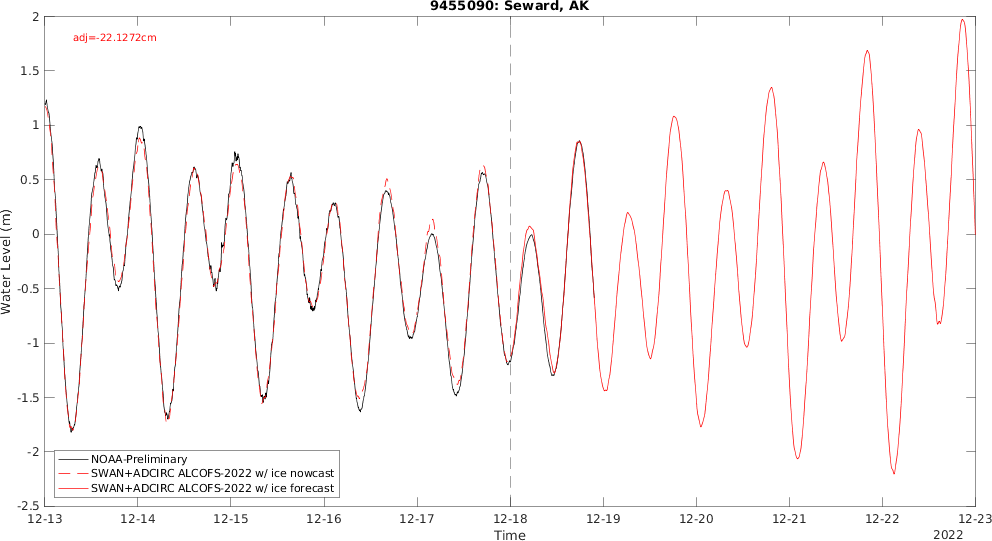 9455090: Seward, AK
adj=-22.1272cm
Water Level (m)
2
1.5
1
0.5
0
-0.5
-1
-1.5
-2
-2.5
NOAA-Preliminary
SWAN+ADCIRC ALCOFS-2022 w/ ice nowcast
SWAN+ADCIRC ALCOFS-2022 w/ ice forecast
12-13 12-14 12-15 12-16 12-17 12-18 12-19 12-20 12-21 12-22 12-23
Time
2022